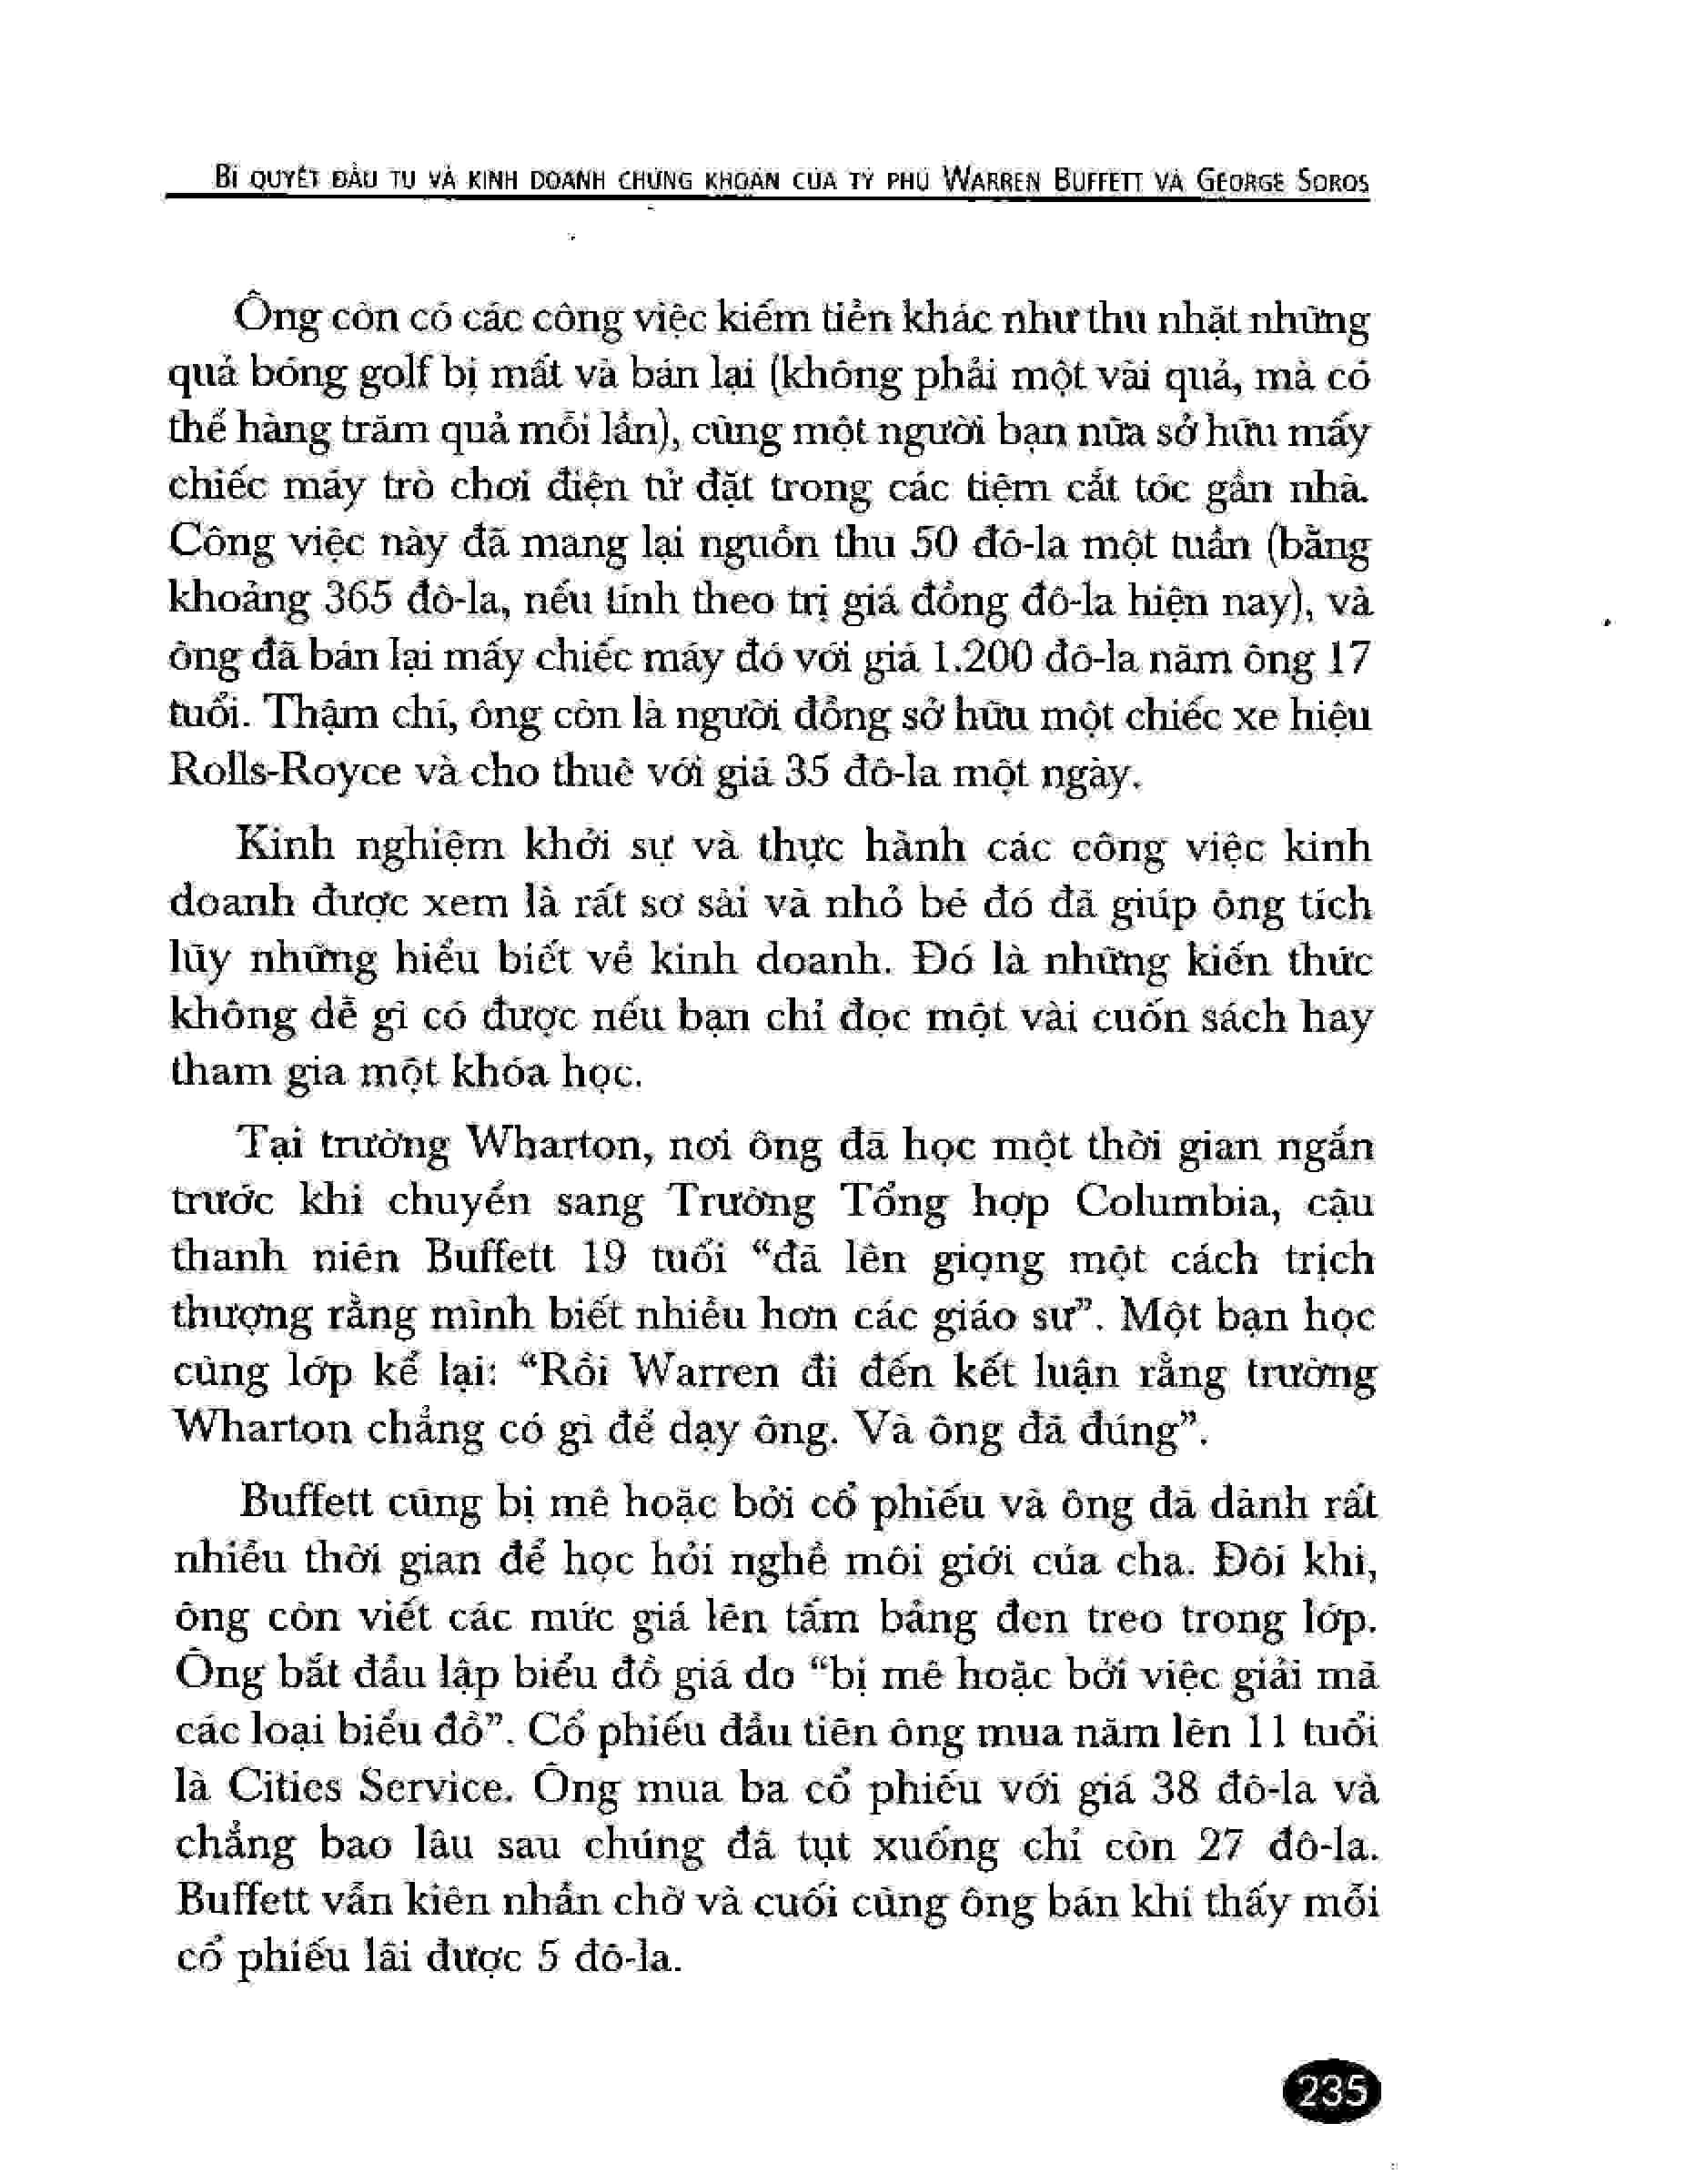 BÍ QUYẾT ĐẦU TƯ VÀ KINH DOANH CHỨNG KHOÁN CỦA TỶ PHÚ WARREN BUFFETT VÀ GEORGE SOROS
Ông còn có các công việc kiếm tiền khác như thu nhặt những
quả bóng golf bị mất và bán lại (không phải một vài quả, mà có
thể hàng trăm quả mỗi lần), cùng một người bạn nữa sở hữu mấy
chiếc máy trò chơi điện tử đặt trong các tiệm cắt tóc gần nhà.
Công việc này đã mang lại nguồn thu 50 đô-la một tuần (bằng
khoảng 365 đô-la, nếu tính theo trị giá đồng đô-la hiện nay), và
ông đã bán lại mấy chiếc máy đó với giá 1.200 đô-la năm ông 17
tuổi. Thậm chí, ông còn là người đồng sở hữu một chiếc xe hiệu
Rolls-Royce và cho thuê với giá 35 đô-la một ngày.
Kinh nghiệm khởi sự và thực hành các công việc kinh
doanh được xem là rất sơ sài và nhỏ bé đó đã giúp ông tích
lũy những hiểu biết về kinh doanh. Đó là những kiến thức
không dễ gì có được nếu bạn chỉ đọc một vài cuốn sách hay
tham gia một khóa học.
Tại trường Wharton, nơi ông đã học một thời gian ngắn
trước khi chuyển sang Trường Tổng hợp Columbia, cậu
thanh niên Buffett 19 tuổi “đã lên giọng một cách trịch
thượng rằng mình biết nhiều hơn các giáo sư”. Một bạn học
cùng lớp kể lại: “Rồi Warren đi đến kết luận rằng trường
Wharton chẳng có gì để dạy ông. Và ông đã đúng”.
Buffett cũng bị mê hoặc bởi cổ phiếu và ông đã dành rất
nhiều thời gian để học hỏi nghề môi giới của cha. Đôi khi,
ông còn viết các mức giá lên tấm bảng đen treo trong lớp.
Ông bắt đầu lập biểu đồ giá do “bị mê hoặc bởi việc giải mã
các loại biểu đồ”. Cổ phiếu đầu tiên ông mua năm lên 11 tuổi
là Cities Service. Ông mua ba cổ phiếu với giá 38 đô-la và
chẳng bao lâu sau chúng đã tụt xuống chỉ còn 27 đô-la.
Buffett vẫn kiên nhẫn chờ và cuối cùng ông bán khi thấy mỗi
cổ phiếu lãi được 5 đô-la.
235